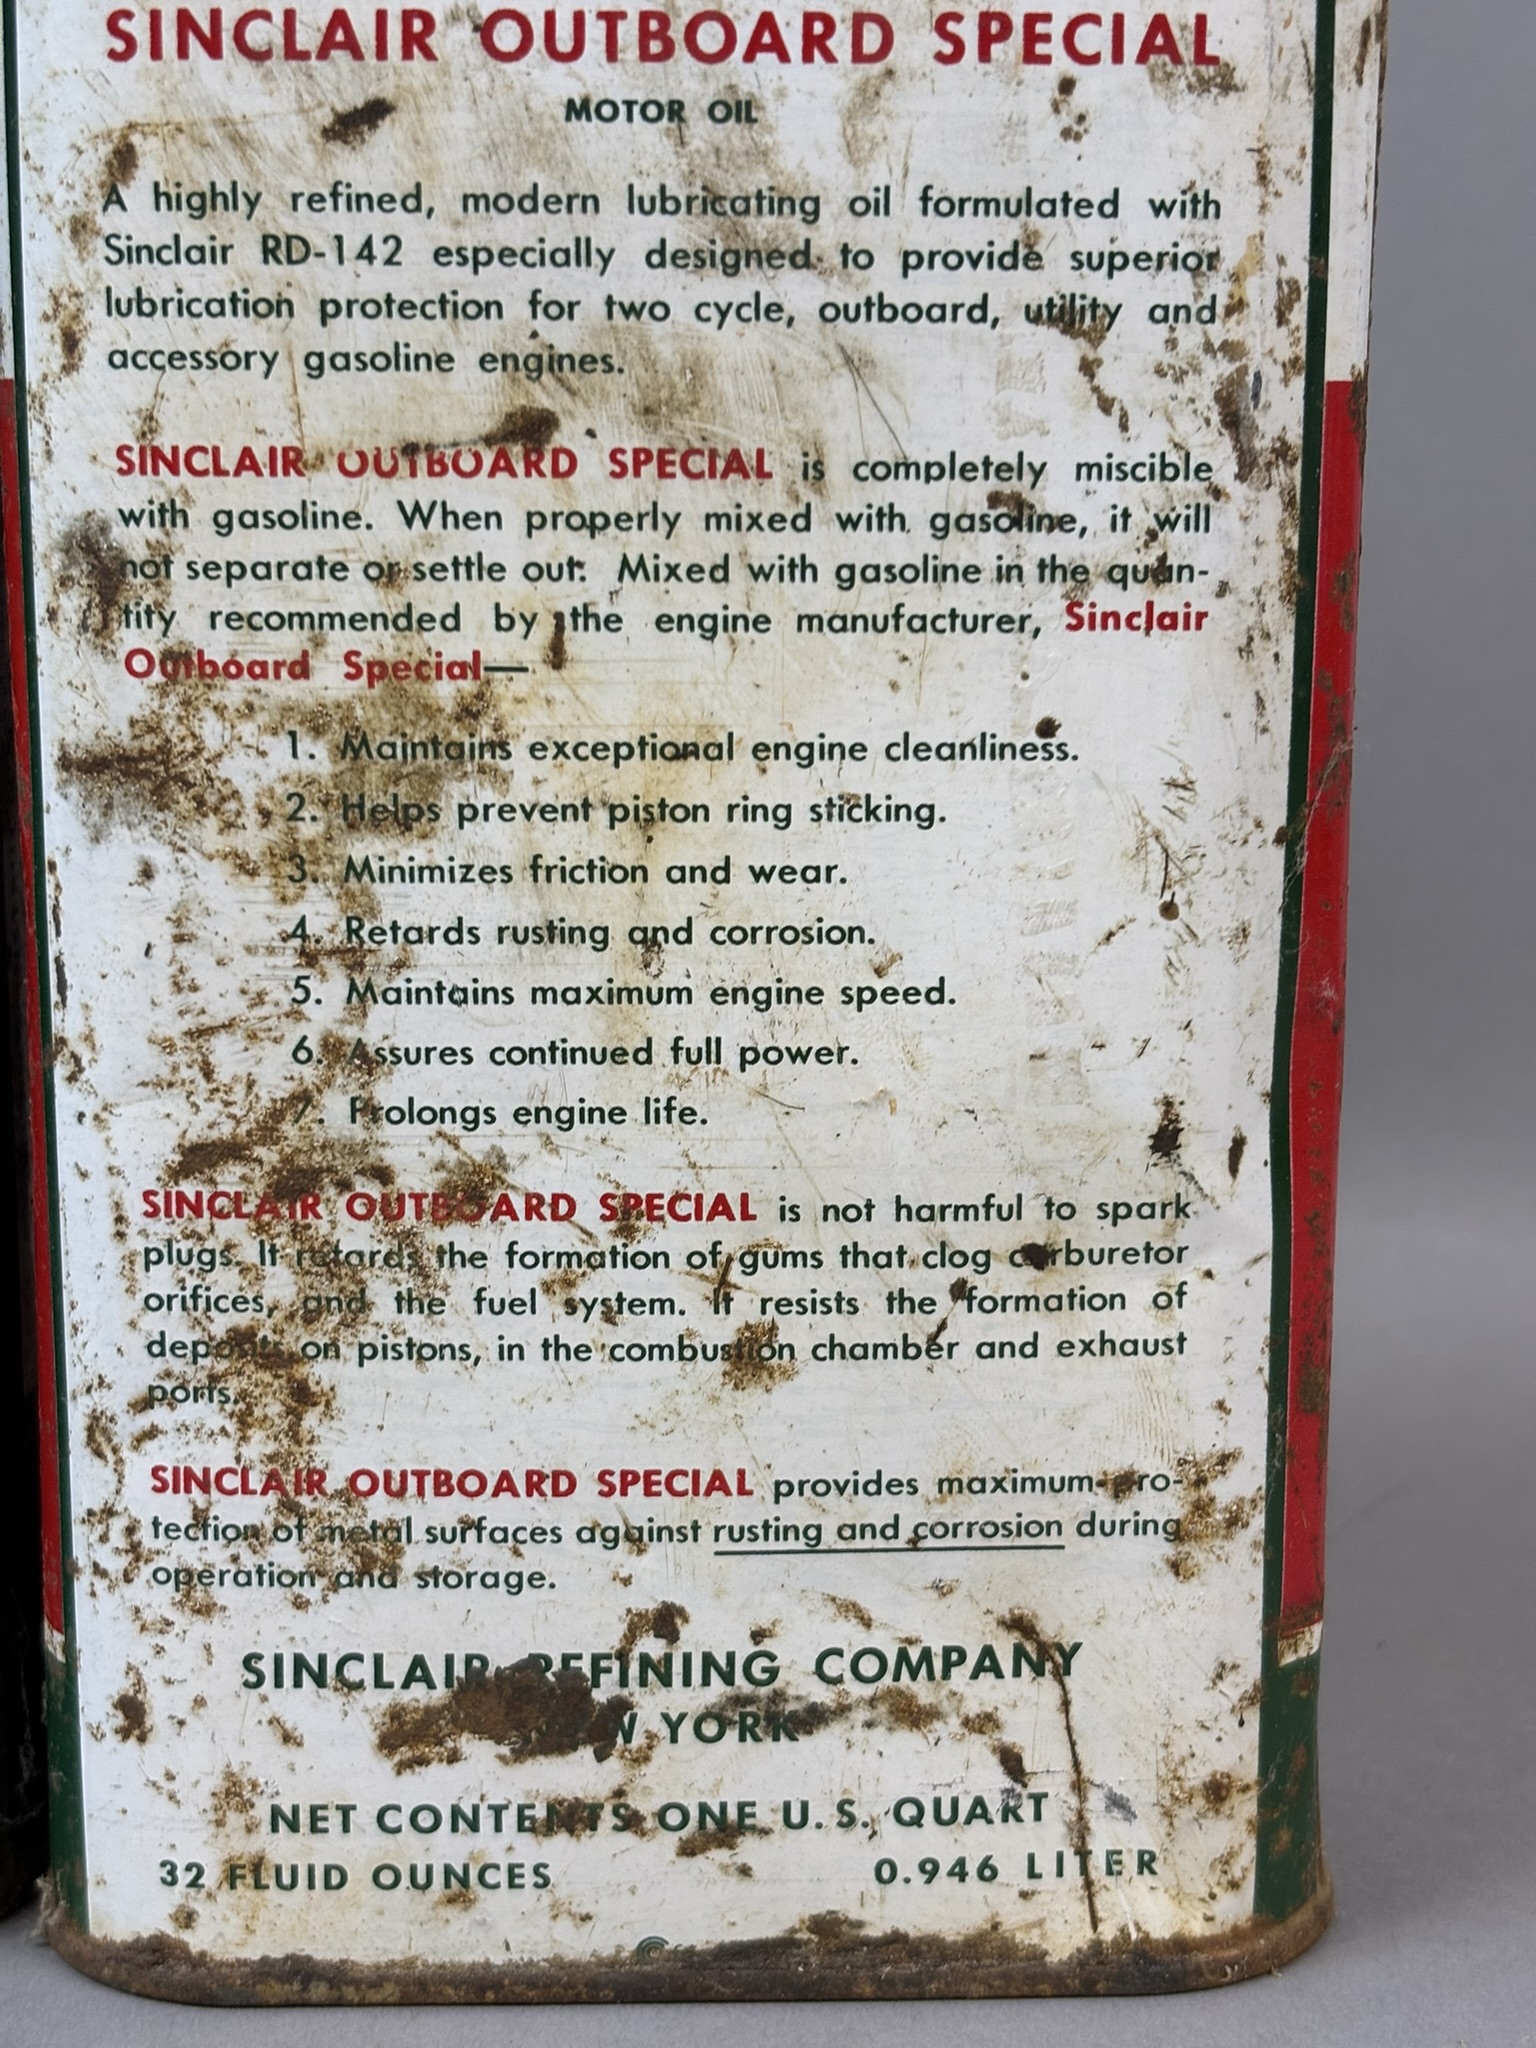 SINCLAIR OUTBOARD SPECIAL
MOTOR OIL
A highly refined, modern lubricating oil formulated with
Sinclair RD-142 especially designed to provide superior
lubrication protection for two cycle, outboard, utility and
accessory gasoline engines.
SINCLAIR OUTBOARD SPECIAL is completely miscible
with gasoline. When properly mixed with gasoline, it will
not separate or settle out. Mixed with gasoline in the quan-
tity recommended by the engine manufacturer, Sinclair
Outboard Special—
1. Maintains exceptional engine cleanliness.
2. Helps prevent piston ring sticking.
3. Minimizes friction and wear.
4. Retards rusting and corrosion.
5. Maintains maximum engine speed.
6. Assures continued full power.
7. Prolongs engine life.
SINCLAIR OUTBOARD SPECIAL is not harmful to spark
plugs. It retards the formation of gums that clog carburetor
orifices, and the fuel system. It resists the formation of
deposits on pistons, in the combustion chamber and exhaust
ports.
SINCLAIR OUTBOARD SPECIAL provides maximum pro-
tection of metal surfaces against rusting and corrosion during
operation and storage.
SINCLAIR REFINING COMPANY
NEW YORK
NET CONTENTS ONE U.S. QUART
32 FLUID OUNCES 0.946 LITER